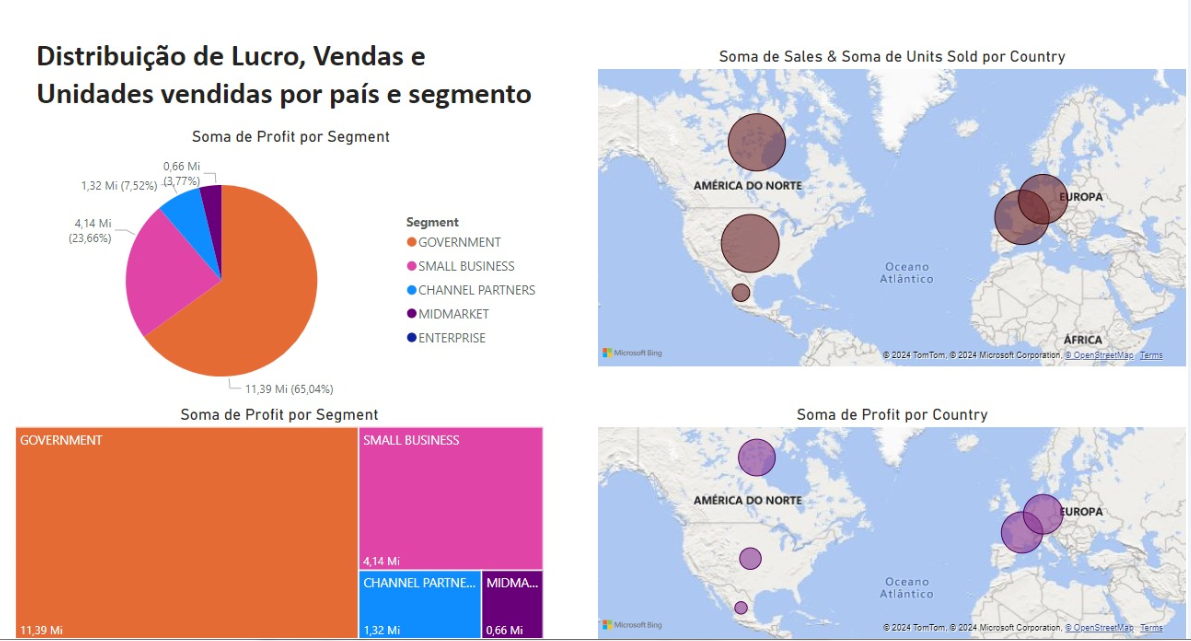 Distribuição de Lucro, Vendas e
Unidades vendidas por país e segmento
Soma de Profit por Segment
0,66 Mi
(3,77%)
1,32 Mi (7,52%)
4,14 Mi
(23,66%)
11,39 Mi (65,04%)
Segment
GOVERNMENT
SMALL BUSINESS
CHANNEL PARTNERS
MIDMARKET
ENTERPRISE
Soma de Profit por Segment
GOVERNMENT
11,39 Mi
SMALL BUSINESS
4,14 Mi
CHANNEL PARTNE...
1,32 Mi
MIDMA...
0,66 Mi
Soma de Sales & Soma de Units Sold por Country
AMÉRICA DO NORTE
EUROPA
Oceano
Atlântico
ÁFRICA
Microsoft Bing
© 2024 TomTom, © 2024 Microsoft Corporation, © OpenStreetMap Terms
Soma de Profit por Country
AMÉRICA DO NORTE
EUROPA
Oceano
Atlântico
Microsoft Bing
© 2024 TomTom, © 2024 Microsoft Corporation, © OpenStreetMap Terms